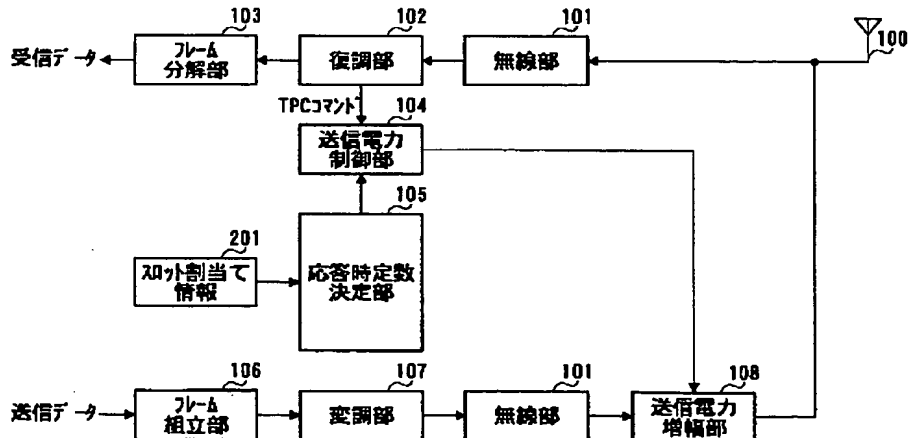 103
102
101
100
受信データ
フレーム
分解部
復調部
無線部
TPCコマンド
104
送信電力
制御部
105
201
スロット割当て
情報
応答時定数
決定部
106
107
101
108
送信データ
フレーム
組立部
変調部
無線部
送信電力
増幅部